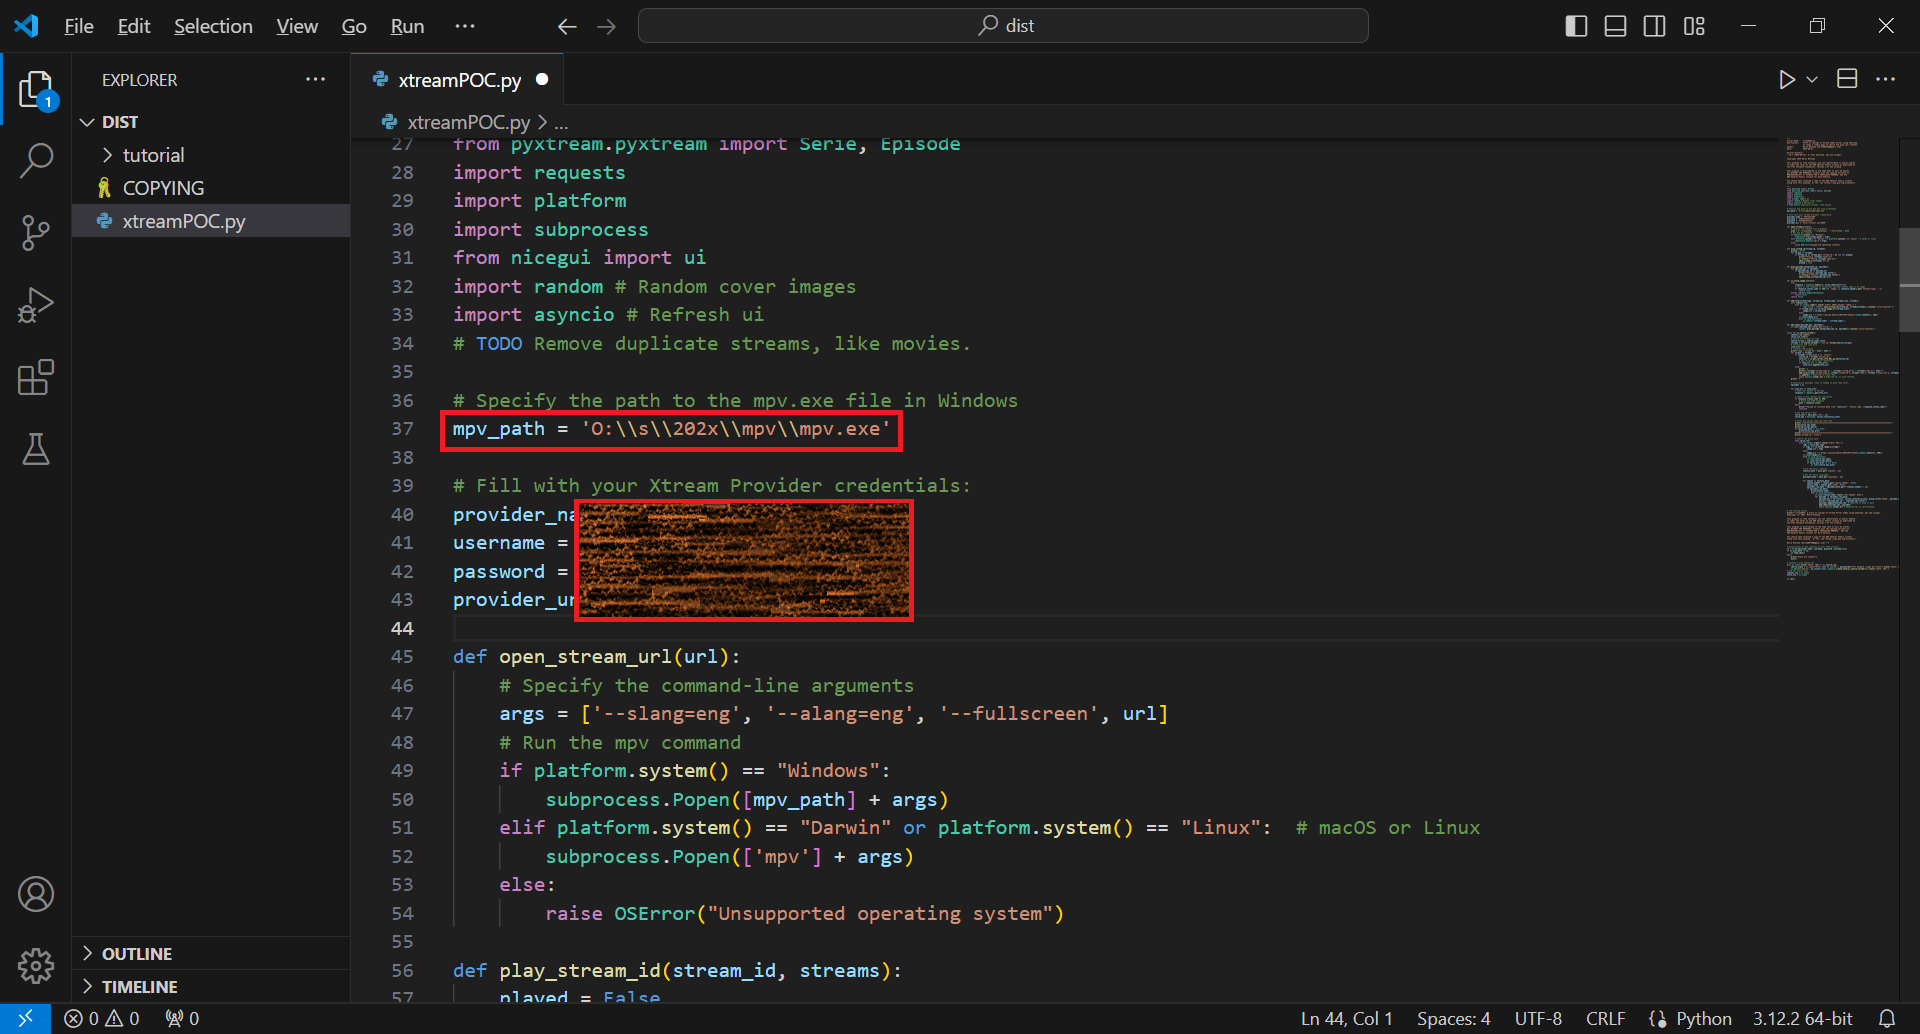 File Edit Selection View Go Run ··· dist
EXPLORER ···
DIST
tutorial
COPYING
xtreamPOC.py
OUTLINE
TIMELINE
1
xtreamPOC.py
xtreamPOC.py > ...
27 from pyxtream.pyxtream import Serie, Episode
28 import requests
29 import platform
30 import subprocess
31 from nicegui import ui
32 import random # Random cover images
33 import asyncio # Refresh ui
34 # TODO Remove duplicate streams, like movies.
35
36 # Specify the path to the mpv.exe file in Windows
37 mpv_path = 'O:\\s\\202x\\mpv\\mpv.exe'
38
39 # Fill with your Xtream Provider credentials:
40 provider_na
41 username =
42 password =
43 provider_ur
44
45 def open_stream_url(url):
46 # Specify the command-line arguments
47 args = ['--slang=eng', '--alang=eng', '--fullscreen', url]
48 # Run the mpv command
49 if platform.system() == "Windows":
50 subprocess.Popen([mpv_path] + args)
51 elif platform.system() == "Darwin" or platform.system() == "Linux": # macOS or Linux
52 subprocess.Popen(['mpv'] + args)
53 else:
54 raise OSError("Unsupported operating system")
55
56 def play_stream_id(stream_id, streams):
57 played = False
0 0 0 Ln 44, Col 1 Spaces: 4 UTF-8 CRLF Python 3.12.2 64-bit